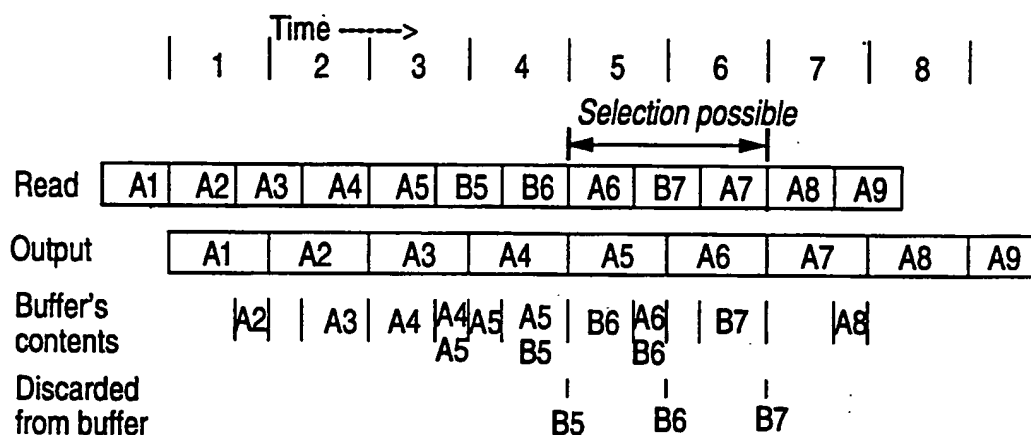 Time ----->
1 2 3 4 5 6 7 8
Selection possible
Read A1 A2 A3 A4 A5 B5 B6 A6 B7 A7 A8 A9
Output A1 A2 A3 A4 A5 A6 A7 A8 A9
Buffer's A2 A3 A4 A4 A5 A5 B6 A6 B7 A8
contents A5 B5 B6
Discarded
from buffer B5 B6 B7